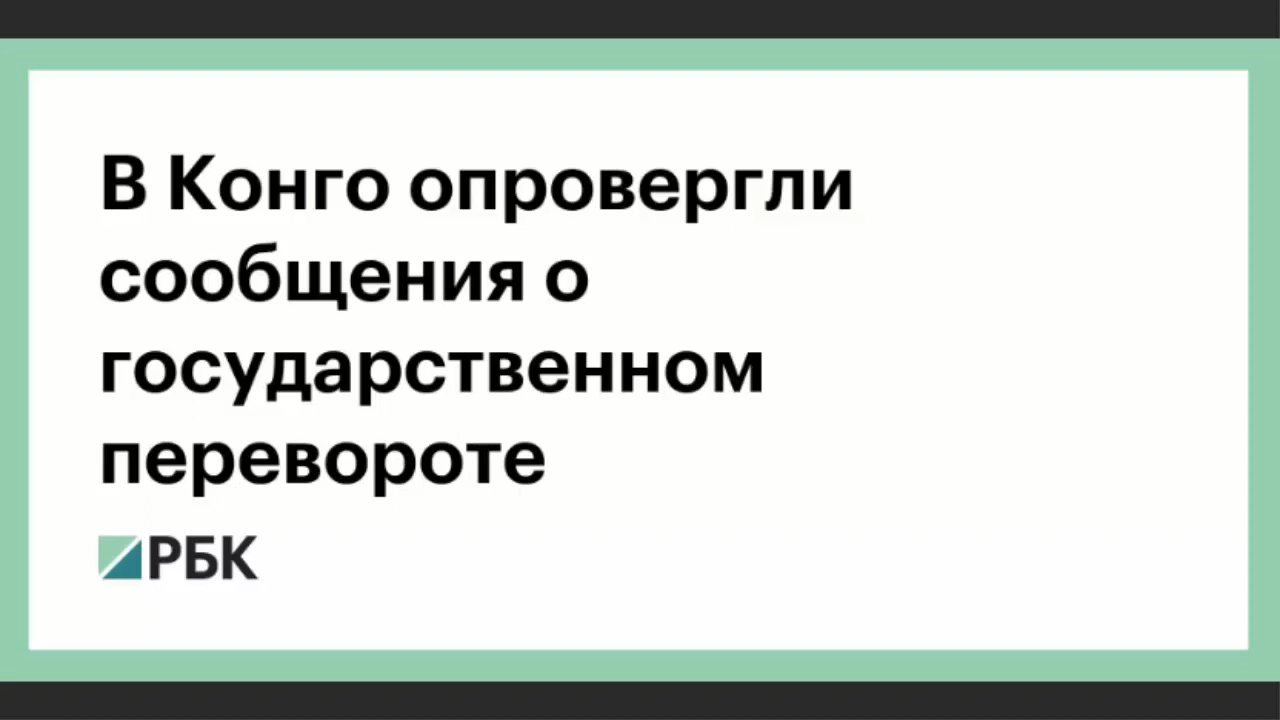 В Конго опровергли
сообщения о
государственном
перевороте
РБК